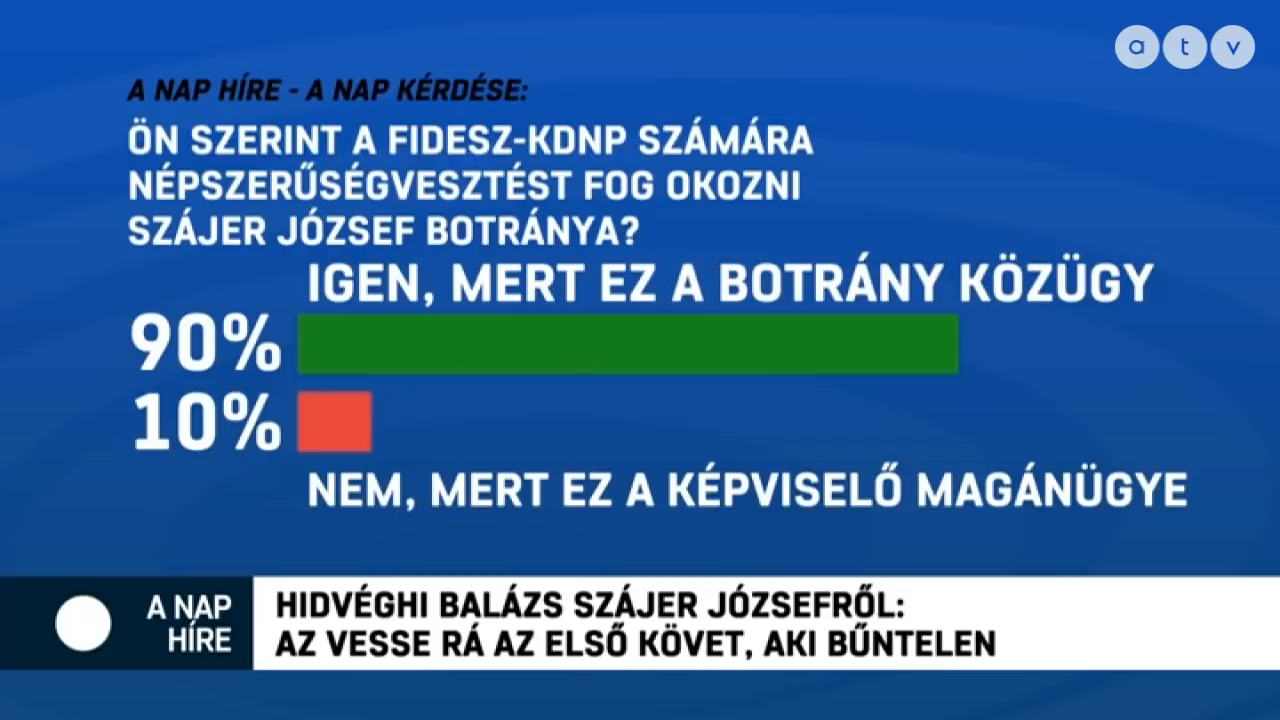 atv
A NAP HÍRE - A NAP KÉRDÉSE:
ÖN SZERINT A FIDESZ-KDNP SZÁMÁRA
NÉPSZERŰSÉGVESZTÉST FOG OKOZNI
SZÁJER JÓZSEF BOTRÁNYA?
IGEN, MERT EZ A BOTRÁNY KÖZÜGY
90%
10%
NEM, MERT EZ A KÉPVISELŐ MAGÁNÜGYE
A NAP
HÍRE
HIDVÉGHI BALÁZS SZÁJER JÓZSEFRŐL:
AZ VESSE RÁ AZ ELSŐ KÖVET, AKI BŰNTELEN